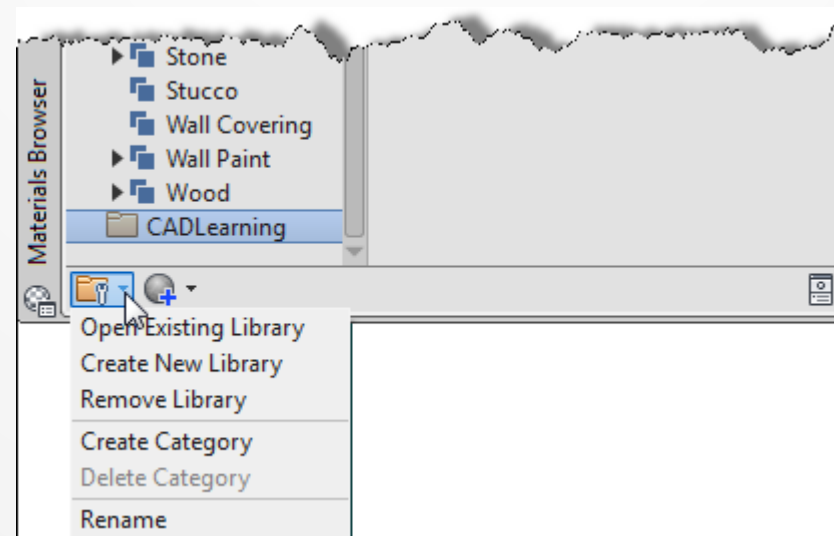 Materials Browser
Stone
Stucco
Wall Covering
Wall Paint
Wood
CADLearning
Open Existing Library
Create New Library
Remove Library
Create Category
Delete Category
Rename